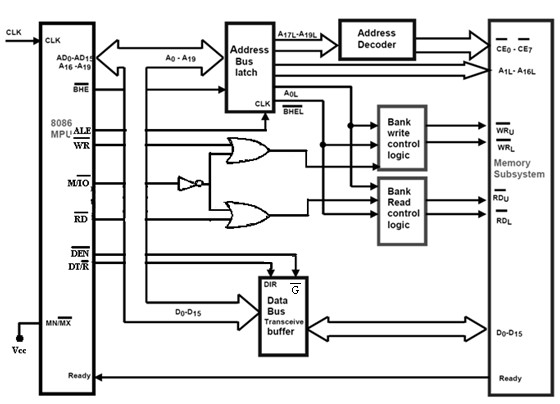 CLK
CLK
AD0-AD15
A16 - A19
A0 - A19
Address
Bus
latch
CLK
A17L-A19L
Address
Decoder
CE0 - CE7
A1L- A16L
BHE
A0L
BHEL
8086
MPU
ALE
WR
Bank
write
control
logic
WRU
WRL
Memory
Subsystem
M/IO
Bank
Read
control
logic
RDU
RDL
RD
DEN
DT/R
DIR
G
Data
Bus
Transceive
buffer
D0-D15
D0-D15
MN/MX
Vcc
Ready
Ready